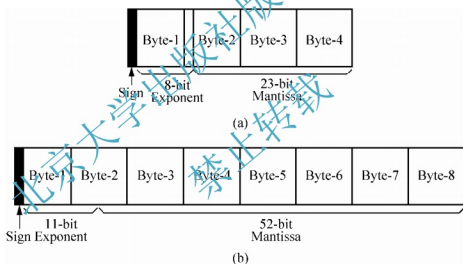 Byte-1 Byte-2 Byte-3 Byte-4
8-bit 23-bit
Sign Exponent Mantissa
(a)
Byte-1 Byte-2 Byte-3 Byte-4 Byte-5 Byte-6 Byte-7 Byte-8
11-bit 52-bit
Sign Exponent Mantissa
(b)
北京大学出版社版
禁止转载